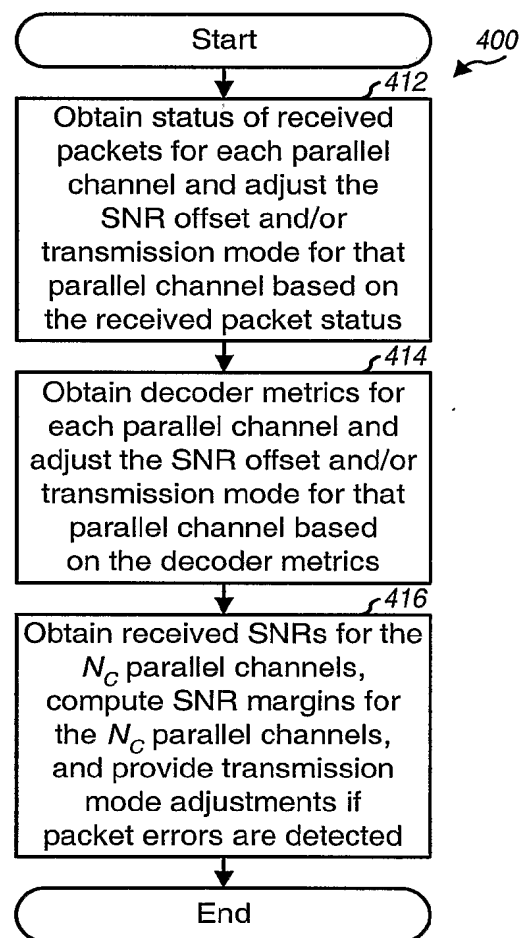 Start
400
412
Obtain status of received
packets for each parallel
channel and adjust the
SNR offset and/or
transmission mode for that
parallel channel based on
the received packet status
414
Obtain decoder metrics for
each parallel channel and
adjust the SNR offset and/or
transmission mode for that
parallel channel based
on the decoder metrics
416
Obtain received SNRs for the
N_C parallel channels,
compute SNR margins for
the N_C parallel channels,
and provide transmission
mode adjustments if
packet errors are detected
End